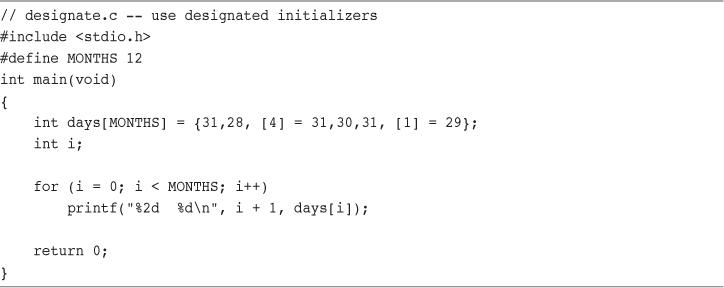 // designate.c -- use designated initializers
#include <stdio.h>
#define MONTHS 12
int main(void)
{
    int days[MONTHS] = {31,28, [4] = 31,30,31, [1] = 29};
    int i;

    for (i = 0; i < MONTHS; i++)
        printf("%2d  %d\n", i + 1, days[i]);

    return 0;
}